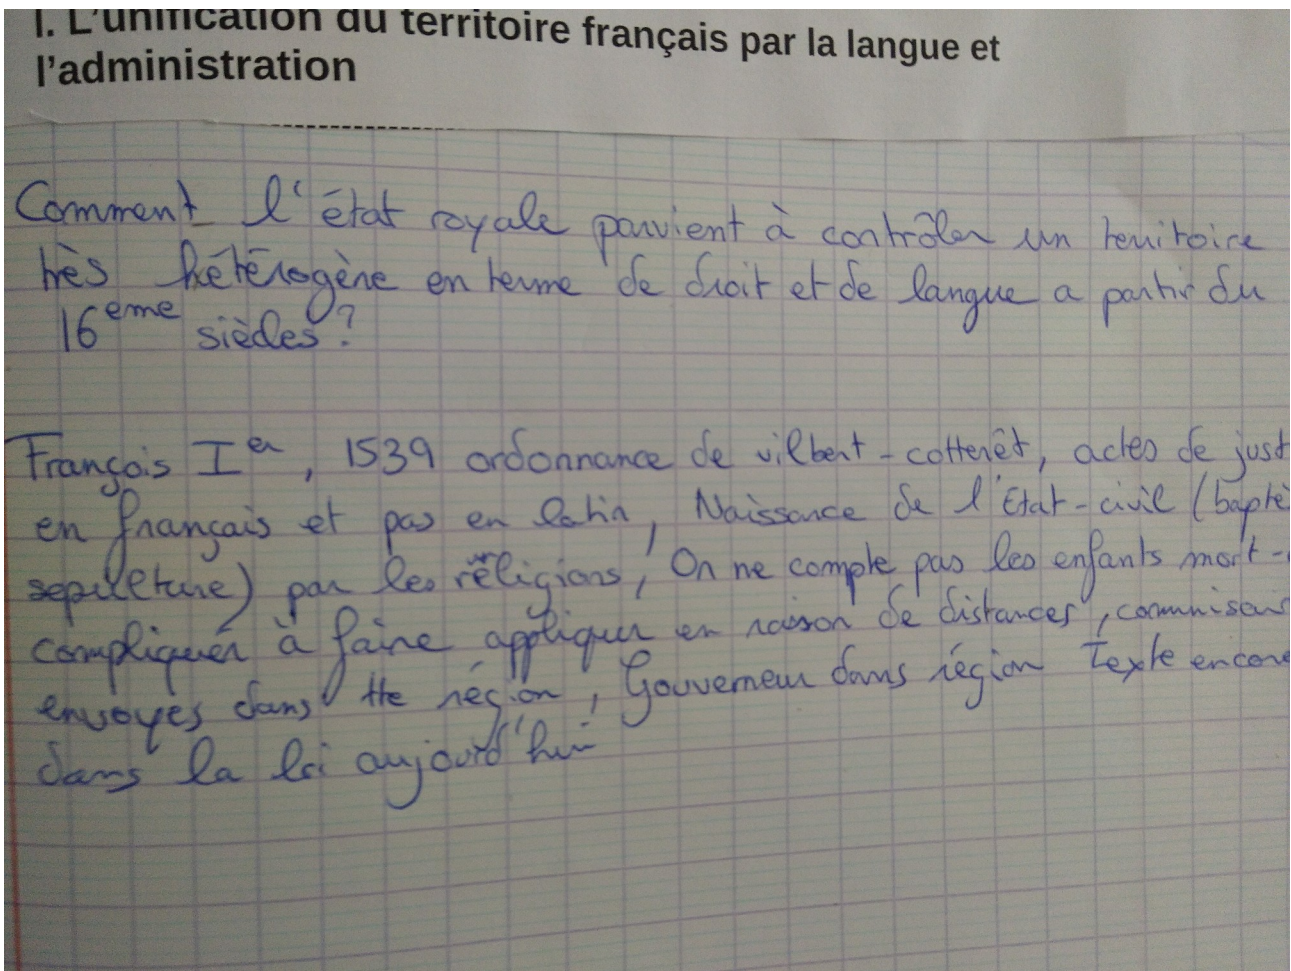 I. L'unification du territoire français par la langue et
l'administration
Comment l'état royale parvient à contrôler un territoire
très hétérogène en terme de droit et de langue a partir du
16eme siècles?
François Ier, 1539 ordonnance de vilbert-cotterêt, actes de just
en français et pas en latin, Naissance de l'Etat-civil (baptê
sepulture) par les religions, On ne compte pas les enfants mort-
compliquer à faire appliquer en raison de distances, commissai
envoyes dans tte région, Gouverneur dans région Texte encore
dans la loi aujourd'hui